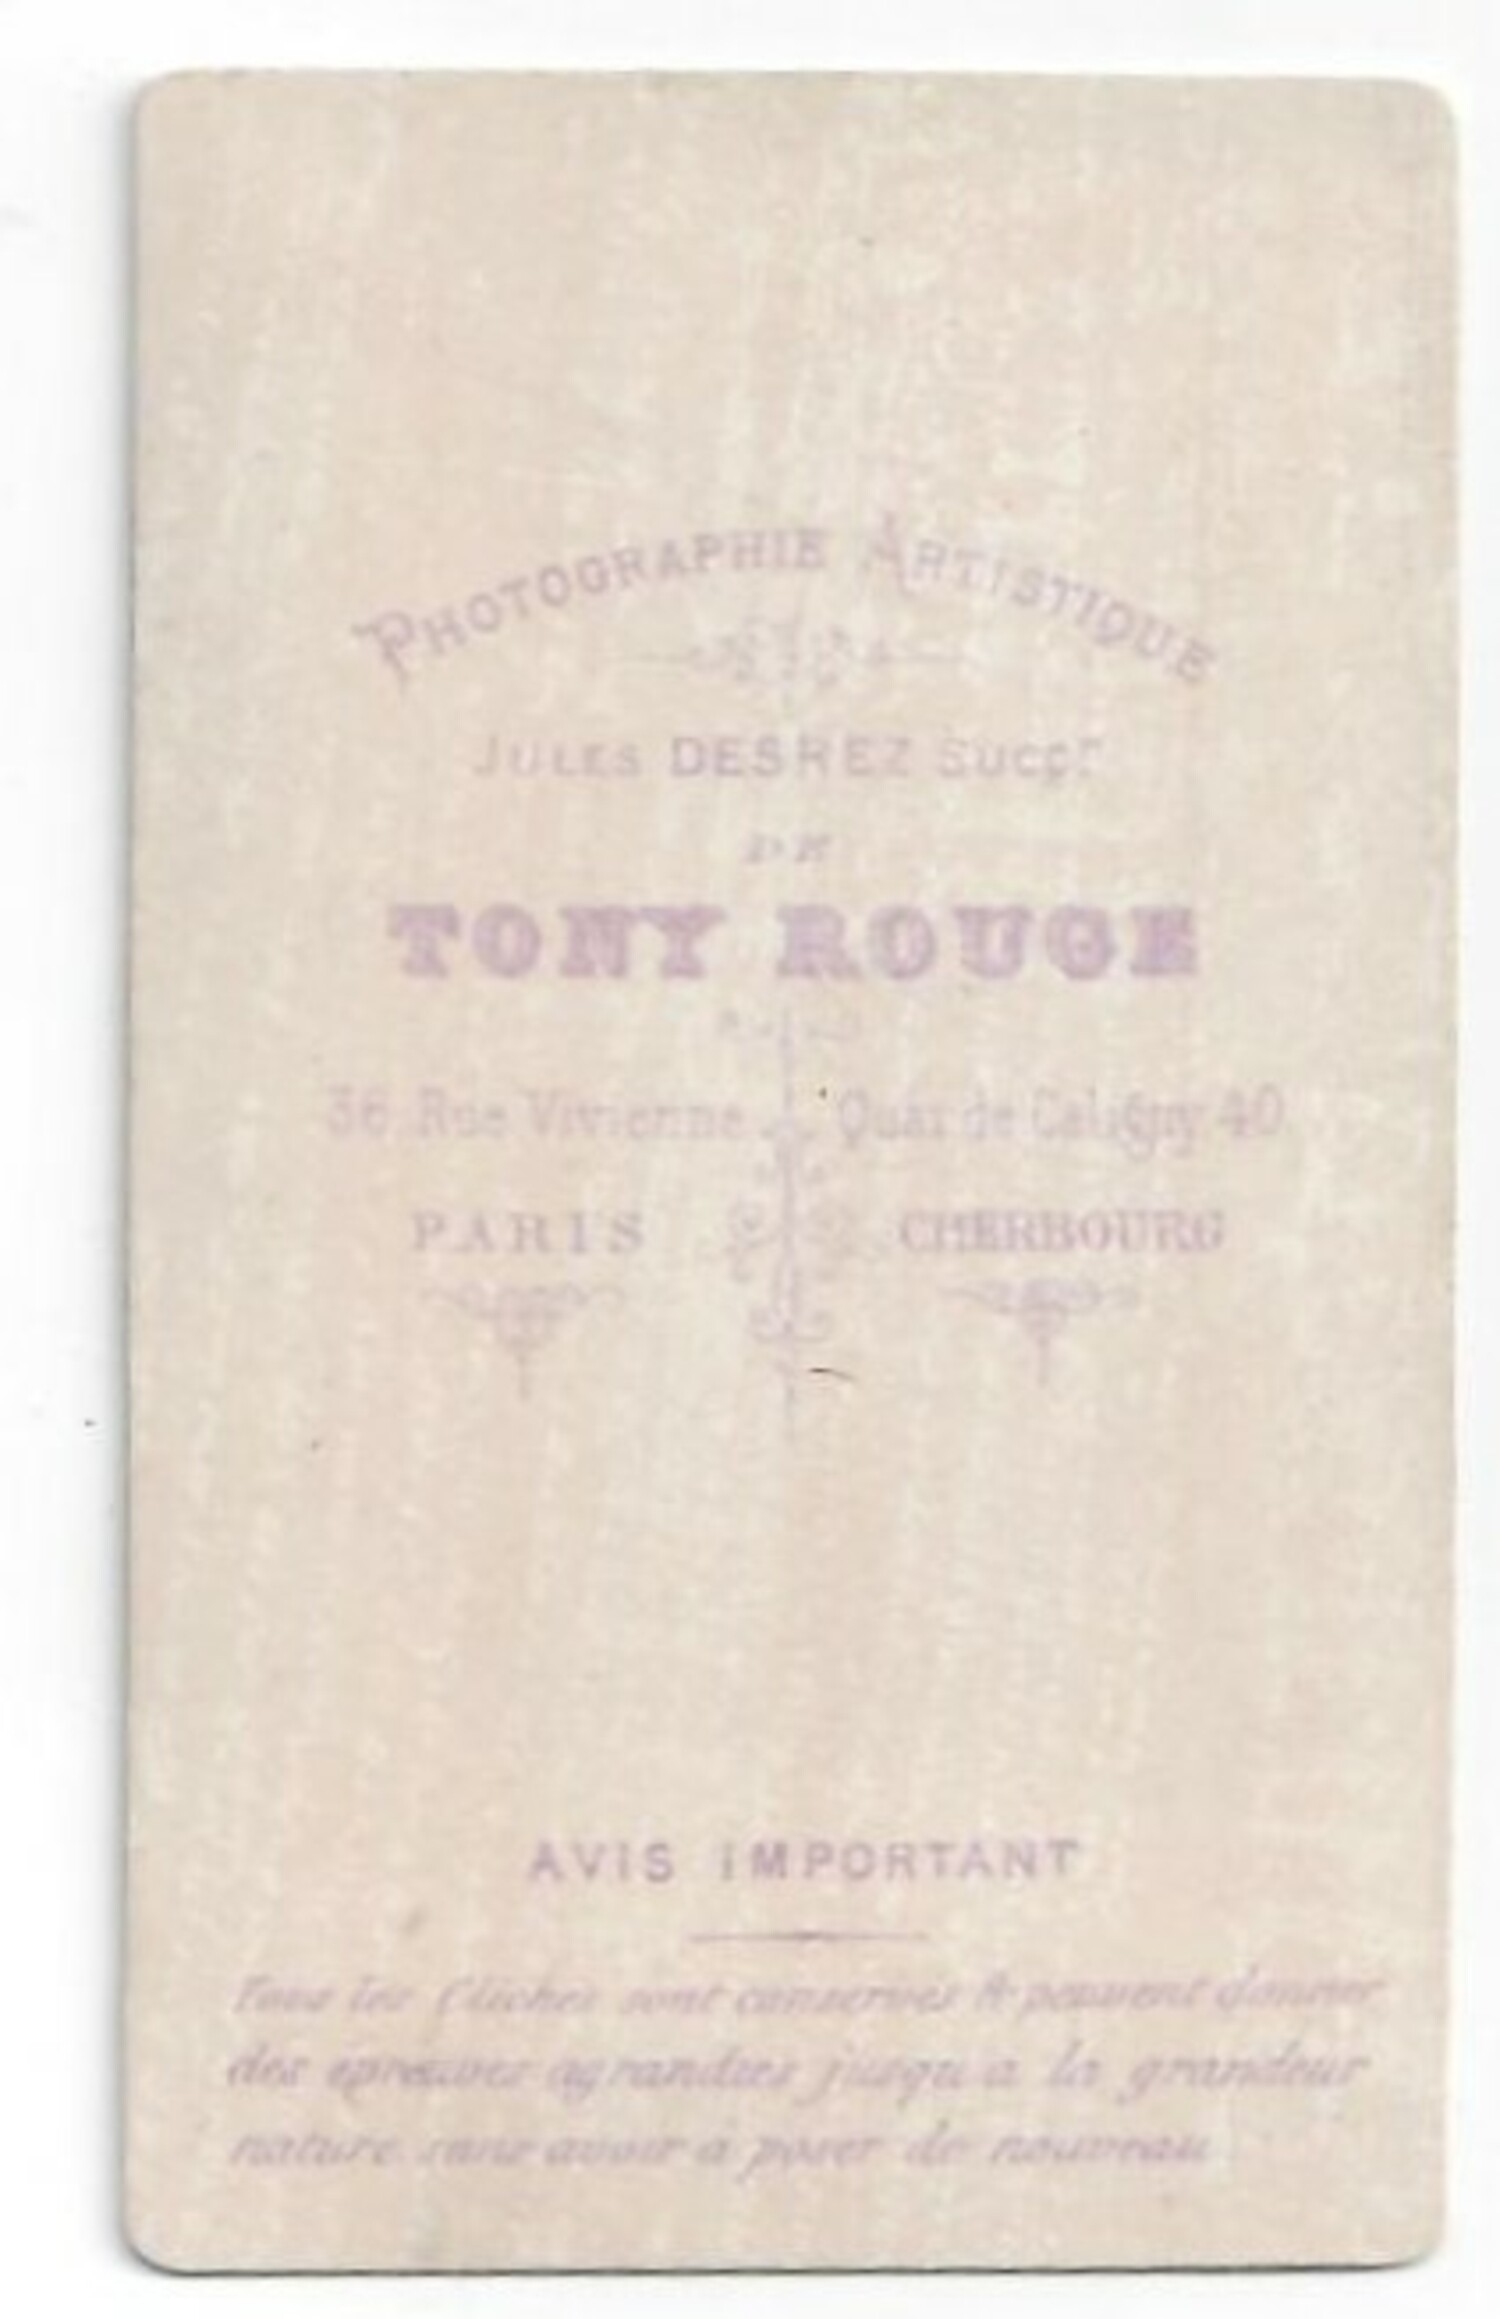 PHOTOGRAPHIE ARTISTIQUE
JULES DESREZ Succr
DE
TONY ROUGE
36 Rue Vivienne Quai de Caligny 40
PARIS CHERBOURG
AVIS IMPORTANT
Tous les Clichés sont conservés & peuvent donner
des épreuves agrandies jusqu'à la grandeur
nature sans avoir à poser de nouveau